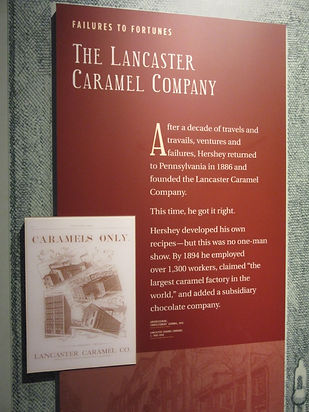 FAILURES TO FORTUNES
THE LANCASTER
CARAMEL COMPANY
After a decade of travels and
travails, ventures and
failures, Hershey returned
to Pennsylvania in 1886 and
founded the Lancaster Caramel
Company.
This time, he got it right.
Hershey developed his own
recipes—but this was no one-man
show. By 1894 he employed
over 1,300 workers, claimed "the
largest caramel factory in the
world," and added a subsidiary
chocolate company.
CARAMELS ONLY.
LANCASTER CARAMEL CO